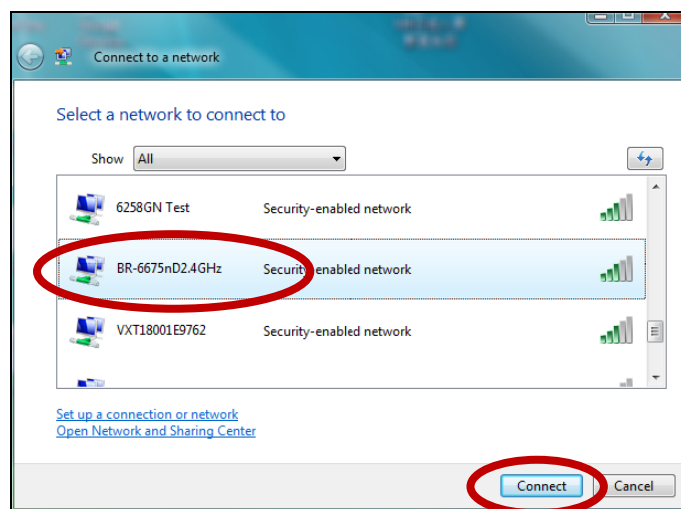 Connect to a network
Select a network to connect to
Show All
6258GN Test Security-enabled network
BR-6675nD2.4GHz Security-enabled network
VXT18001E9762 Security-enabled network
Set up a connection or network
Open Network and Sharing Center
Connect Cancel